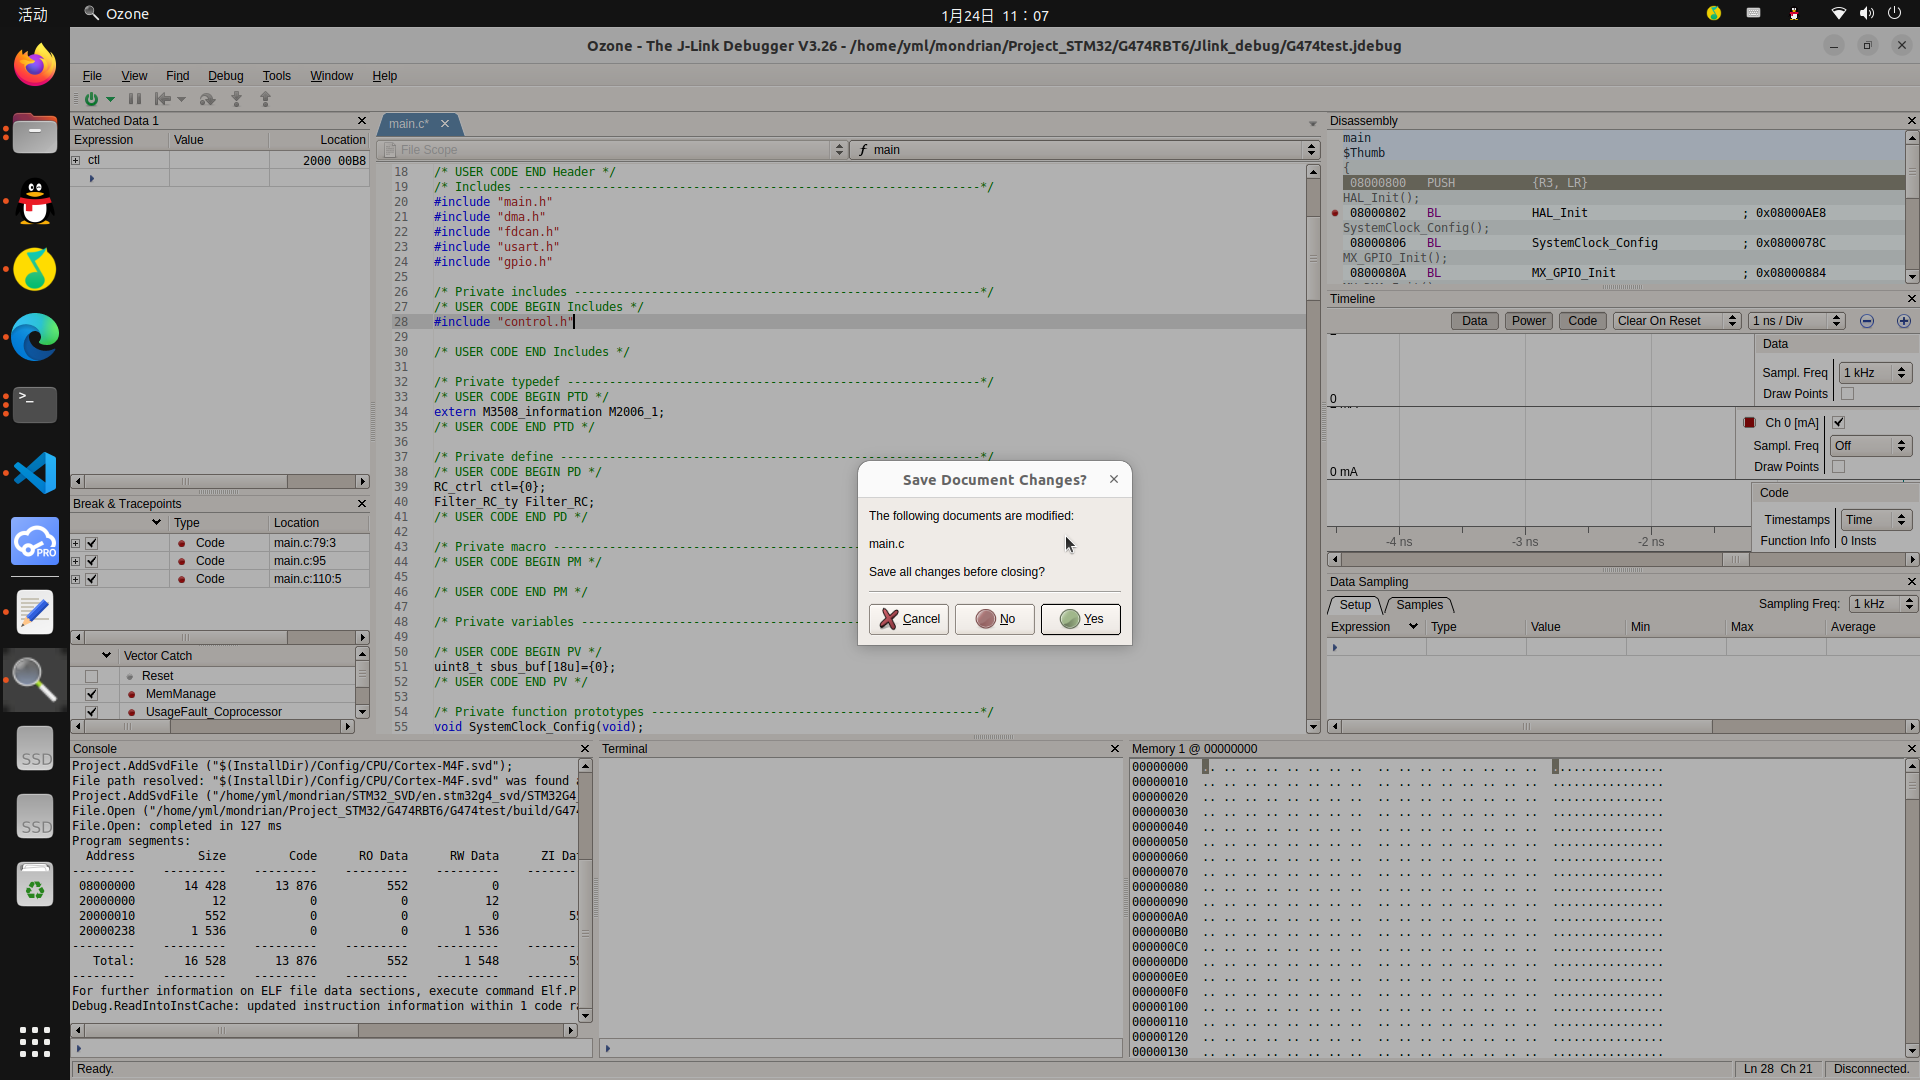 活动
Ozone
1月24日 11：07
Ozone - The J-Link Debugger V3.26 - /home/yml/mondrian/Project_STM32/G474RBT6/Jlink_debug/G474test.jdebug
File View Find Debug Tools Window Help
Watched Data 1
Expression Value Location
ctl 2000 00B8
Break & Tracepoints
Type Location
Code main.c:79:3
Code main.c:95
Code main.c:110:5
Vector Catch
Reset
MemManage
UsageFault_Coprocessor
main.c*
File Scope
main
18 /* USER CODE END Header */
19 /* Includes ------------------------------------------------------------------*/
20 #include "main.h"
21 #include "dma.h"
22 #include "fdcan.h"
23 #include "usart.h"
24 #include "gpio.h"
25
26 /* Private includes ----------------------------------------------------------*/
27 /* USER CODE BEGIN Includes */
28 #include "control.h"
29
30 /* USER CODE END Includes */
31
32 /* Private typedef -----------------------------------------------------------*/
33 /* USER CODE BEGIN PTD */
34 extern M3508_information M2006_1;
35 /* USER CODE END PTD */
36
37 /* Private define ------------------------------------------------------------*/
38 /* USER CODE BEGIN PD */
39 RC_ctrl ctl={0};
40 Filter_RC_ty Filter_RC;
41 /* USER CODE END PD */
42
43 /* Private macro -------------------------------------------
44 /* USER CODE BEGIN PM */
45
46 /* USER CODE END PM */
47
48 /* Private variables ---------------------------------------
49
50 /* USER CODE BEGIN PV */
51 uint8_t sbus_buf[18u]={0};
52 /* USER CODE END PV */
53
54 /* Private function prototypes -----------------------------------------------*/
55 void SystemClock_Config(void);
Save Document Changes?
The following documents are modified:
main.c
Save all changes before closing?
Cancel No Yes
Disassembly
main
$Thumb
{
08000800 PUSH {R3, LR}
HAL_Init();
08000802 BL HAL_Init ; 0x08000AE8
SystemClock_Config();
08000806 BL SystemClock_Config ; 0x0800078C
MX_GPIO_Init();
0800080A BL MX_GPIO_Init ; 0x08000884
Timeline
Data Power Code Clear On Reset 1 ns / Div
Data
Sampl. Freq 1 kHz
Draw Points
0
Ch 0 [mA]
Sampl. Freq Off
0 mA
Draw Points
Code
Timestamps Time
Function Info 0 Insts
-4 ns -3 ns -2 ns
Data Sampling
Setup Samples Sampling Freq: 1 kHz
Expression Type Value Min Max Average
Console
Project.AddSvdFile ("$(InstallDir)/Config/CPU/Cortex-M4F.svd");
File path resolved: "$(InstallDir)/Config/CPU/Cortex-M4F.svd" was found
Project.AddSvdFile ("/home/yml/mondrian/STM32_SVD/en.stm32g4_svd/STM32G4
File.Open ("/home/yml/mondrian/Project_STM32/G474RBT6/G474test/build/G47
File.Open: completed in 127 ms
Program segments:
Address Size Code RO Data RW Data ZI Da
--------- --------- --------- --------- --------- -------
08000000 14 428 13 876 552 0
20000000 12 0 0 12
20000010 552 0 0 0 5
20000238 1 536 0 0 1 536
--------- --------- --------- --------- --------- -------
Total: 16 528 13 876 552 1 548 5
--------- --------- --------- --------- --------- -------
For further information on ELF file data sections, execute command Elf.P
Debug.ReadIntoInstCache: updated instruction information within 1 code r
Terminal
Memory 1 @ 00000000
00000000 .. .. .. .. .. .. .. .. .. .. .. .. .. .. .. .. ................
00000010 .. .. .. .. .. .. .. .. .. .. .. .. .. .. .. .. ................
00000020 .. .. .. .. .. .. .. .. .. .. .. .. .. .. .. .. ................
00000030 .. .. .. .. .. .. .. .. .. .. .. .. .. .. .. .. ................
00000040 .. .. .. .. .. .. .. .. .. .. .. .. .. .. .. .. ................
00000050 .. .. .. .. .. .. .. .. .. .. .. .. .. .. .. .. ................
00000060 .. .. .. .. .. .. .. .. .. .. .. .. .. .. .. .. ................
00000070 .. .. .. .. .. .. .. .. .. .. .. .. .. .. .. .. ................
00000080 .. .. .. .. .. .. .. .. .. .. .. .. .. .. .. .. ................
00000090 .. .. .. .. .. .. .. .. .. .. .. .. .. .. .. .. ................
000000A0 .. .. .. .. .. .. .. .. .. .. .. .. .. .. .. .. ................
000000B0 .. .. .. .. .. .. .. .. .. .. .. .. .. .. .. .. ................
000000C0 .. .. .. .. .. .. .. .. .. .. .. .. .. .. .. .. ................
000000D0 .. .. .. .. .. .. .. .. .. .. .. .. .. .. .. .. ................
000000E0 .. .. .. .. .. .. .. .. .. .. .. .. .. .. .. .. ................
000000F0 .. .. .. .. .. .. .. .. .. .. .. .. .. .. .. .. ................
00000100 .. .. .. .. .. .. .. .. .. .. .. .. .. .. .. .. ................
00000110 .. .. .. .. .. .. .. .. .. .. .. .. .. .. .. .. ................
00000120 .. .. .. .. .. .. .. .. .. .. .. .. .. .. .. .. ................
00000130 .. .. .. .. .. .. .. .. .. .. .. .. .. .. .. .. ................
PRO
SSD
SSD
Ready.
Ln 28 Ch 21
Disconnected.